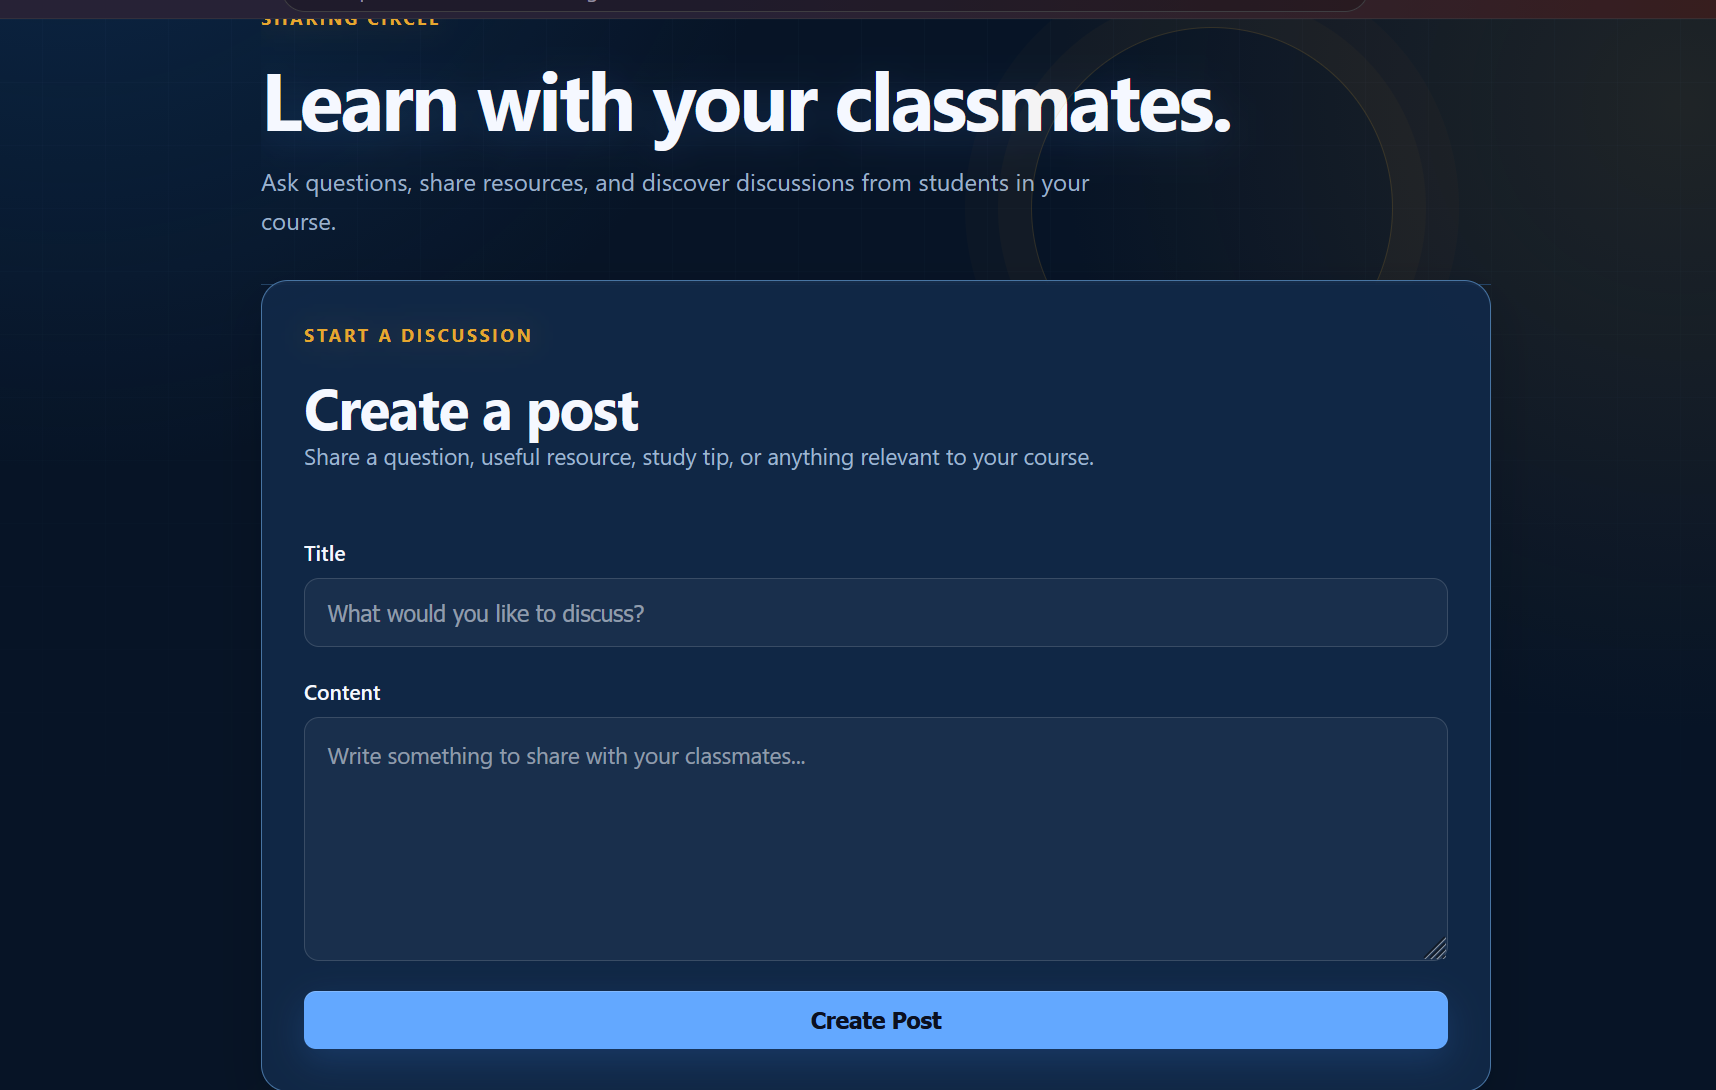 SHARING CIRCLE
Learn with your classmates.
Ask questions, share resources, and discover discussions from students in your
course.
START A DISCUSSION
Create a post
Share a question, useful resource, study tip, or anything relevant to your course.
Title
What would you like to discuss?
Content
Write something to share with your classmates...
Create Post